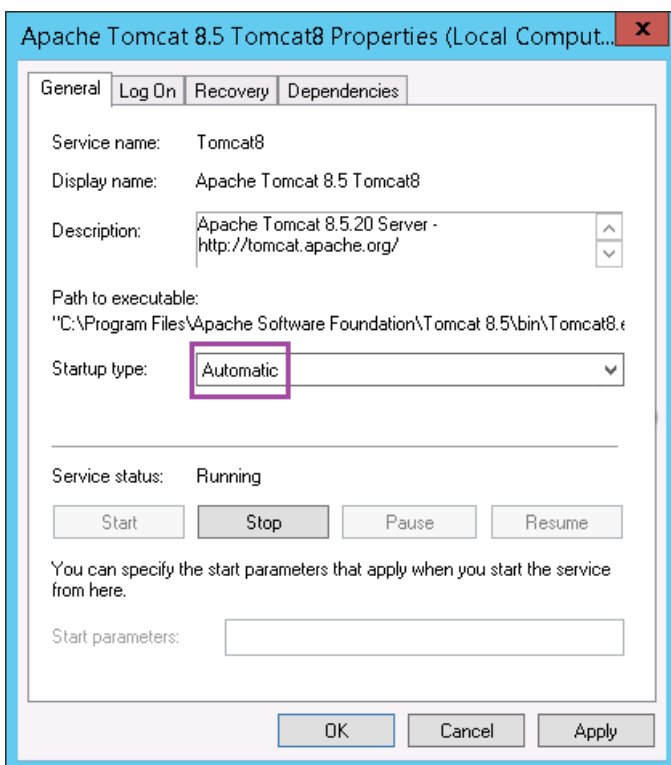 Apache Tomcat 8.5 Tomcat8 Properties (Local Comput... x
General Log On Recovery Dependencies
Service name: Tomcat8
Display name: Apache Tomcat 8.5 Tomcat8
Description: Apache Tomcat 8.5.20 Server -
http://tomcat.apache.org/
Path to executable:
"C:\Program Files\Apache Software Foundation\Tomcat 8.5\bin\Tomcat8.e
Startup type: Automatic
Service status: Running
Start Stop Pause Resume
You can specify the start parameters that apply when you start the service
from here.
Start parameters:
OK Cancel Apply